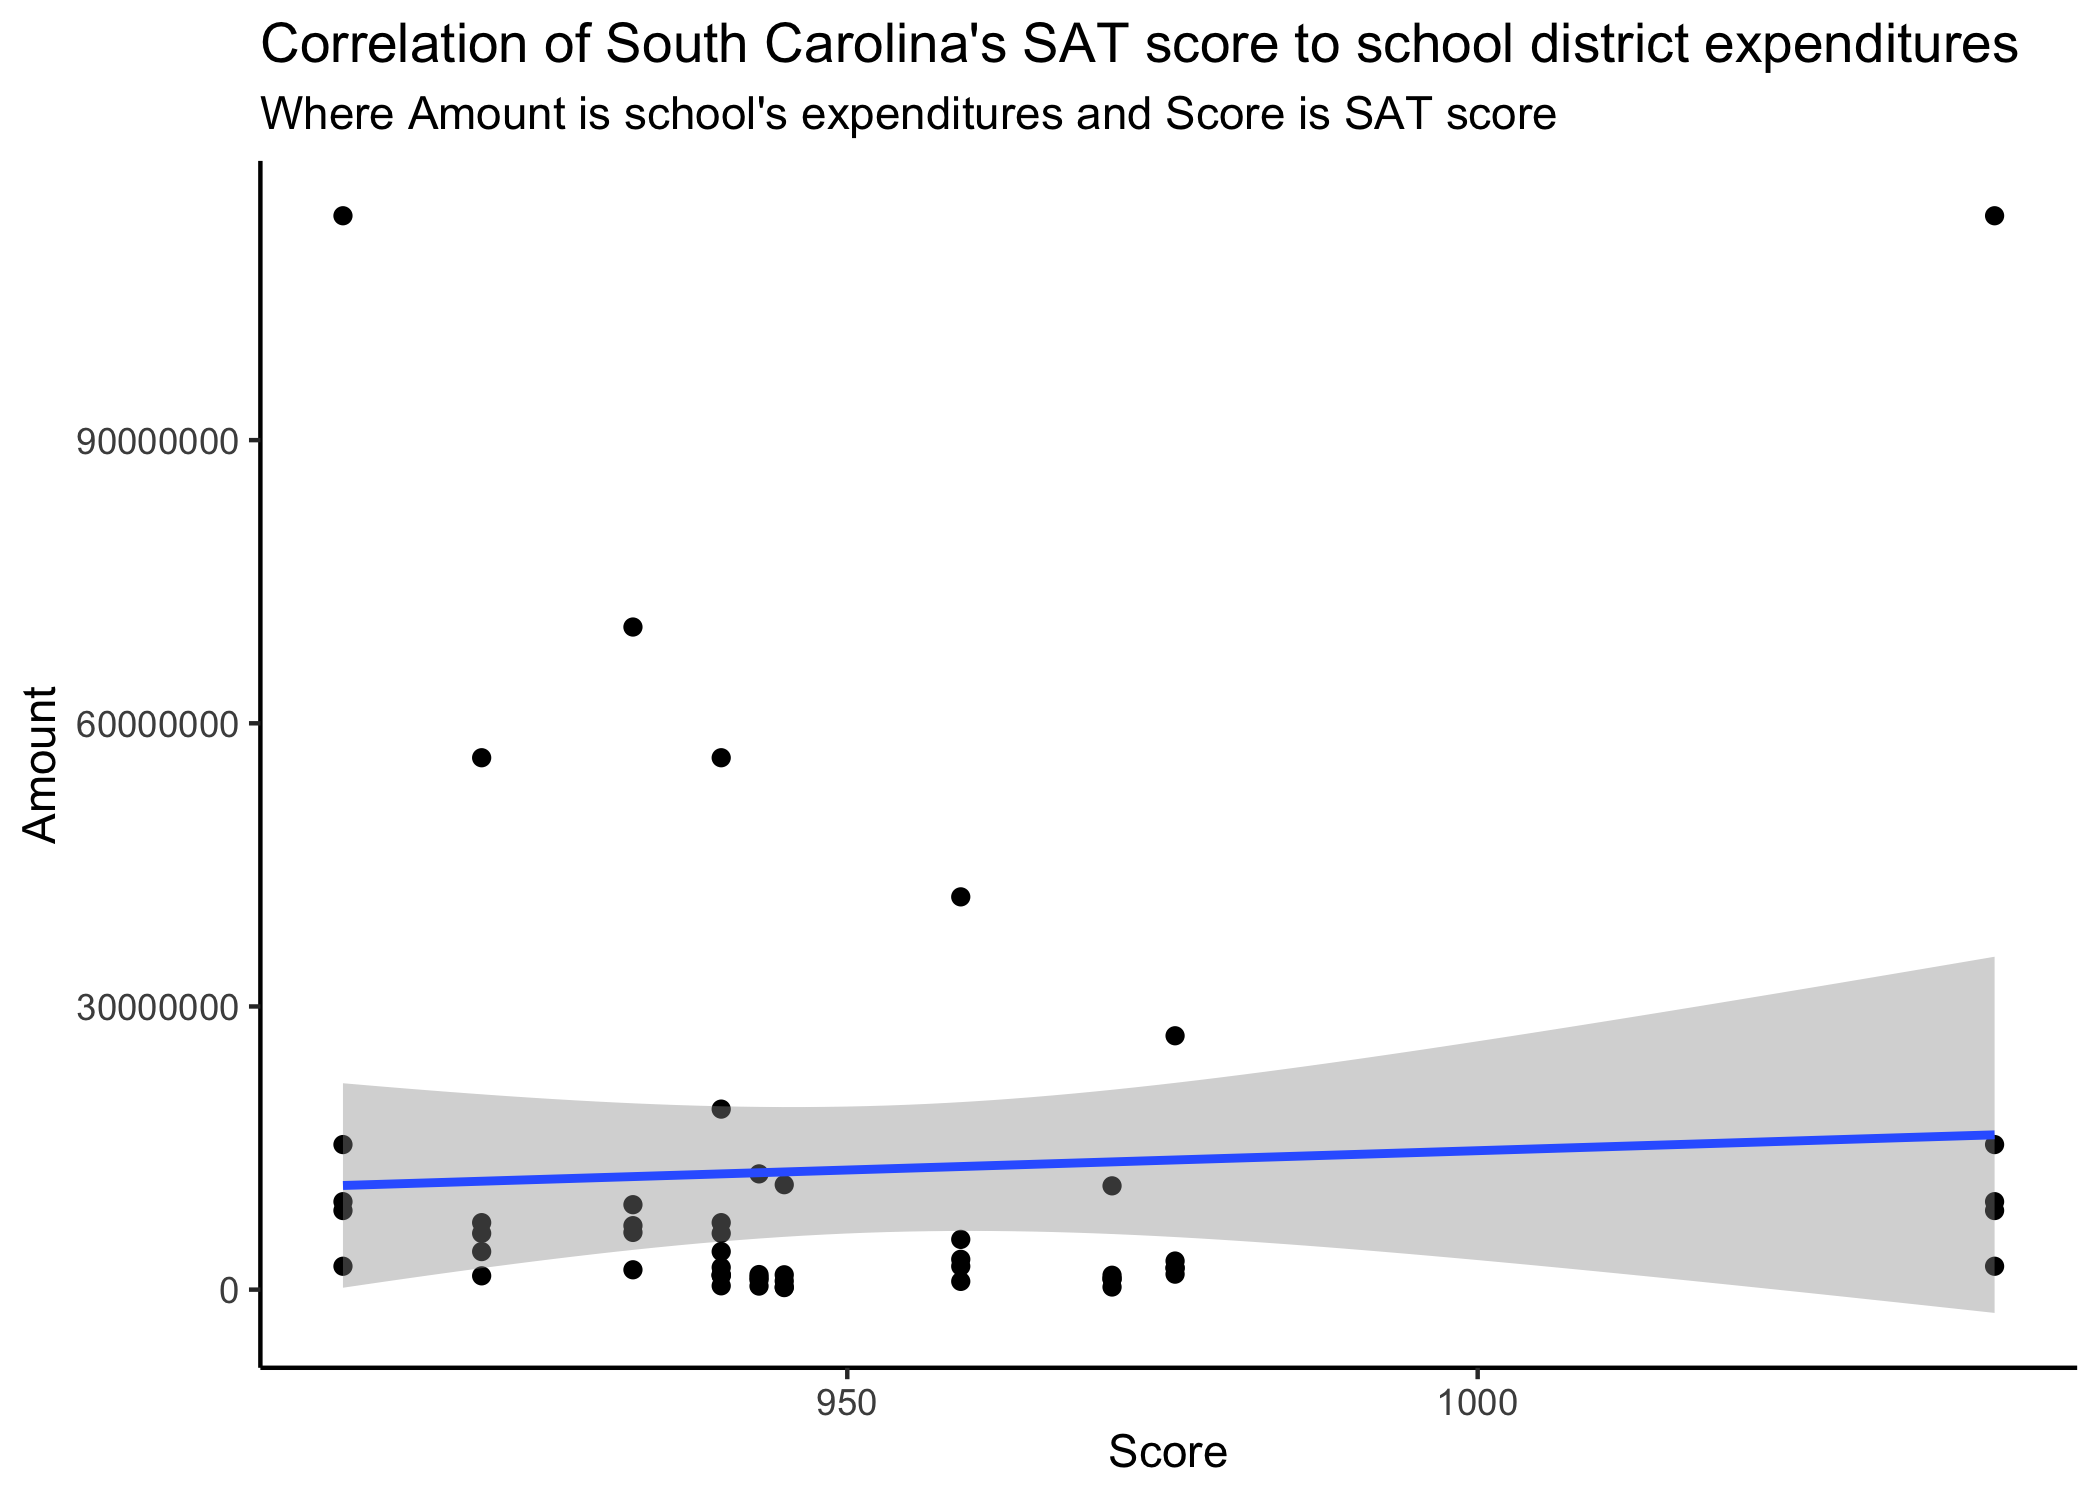 Correlation of South Carolina's SAT score to school district expenditures
Where Amount is school's expenditures and Score is SAT score
Amount
90000000
60000000
30000000
0
950
1000
Score